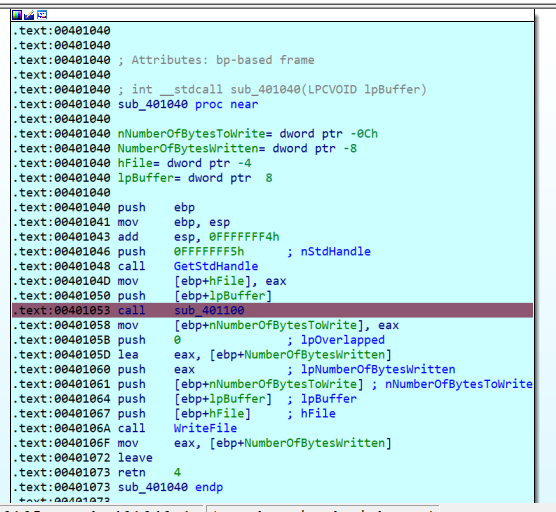 .text:00401040
.text:00401040
.text:00401040 ; Attributes: bp-based frame
.text:00401040
.text:00401040 ; int __stdcall sub_401040(LPCVOID lpBuffer)
.text:00401040 sub_401040 proc near
.text:00401040
.text:00401040 nNumberOfBytesToWrite= dword ptr -0Ch
.text:00401040 NumberOfBytesWritten= dword ptr -8
.text:00401040 hFile= dword ptr -4
.text:00401040 lpBuffer= dword ptr  8
.text:00401040
.text:00401040 push    ebp
.text:00401041 mov     ebp, esp
.text:00401043 add     esp, 0FFFFFFF4h
.text:00401046 push    0FFFFFFF5h      ; nStdHandle
.text:00401048 call    GetStdHandle
.text:0040104D mov     [ebp+hFile], eax
.text:00401050 push    [ebp+lpBuffer]
.text:00401053 call    sub_401100
.text:00401058 mov     [ebp+nNumberOfBytesToWrite], eax
.text:0040105B push    0               ; lpOverlapped
.text:0040105D lea     eax, [ebp+NumberOfBytesWritten]
.text:00401060 push    eax             ; lpNumberOfBytesWritten
.text:00401061 push    [ebp+nNumberOfBytesToWrite] ; nNumberOfBytesToWrite
.text:00401064 push    [ebp+lpBuffer]  ; lpBuffer
.text:00401067 push    [ebp+hFile]     ; hFile
.text:0040106A call    WriteFile
.text:0040106F mov     eax, [ebp+NumberOfBytesWritten]
.text:00401072 leave
.text:00401073 retn    4
.text:00401073 sub_401040 endp